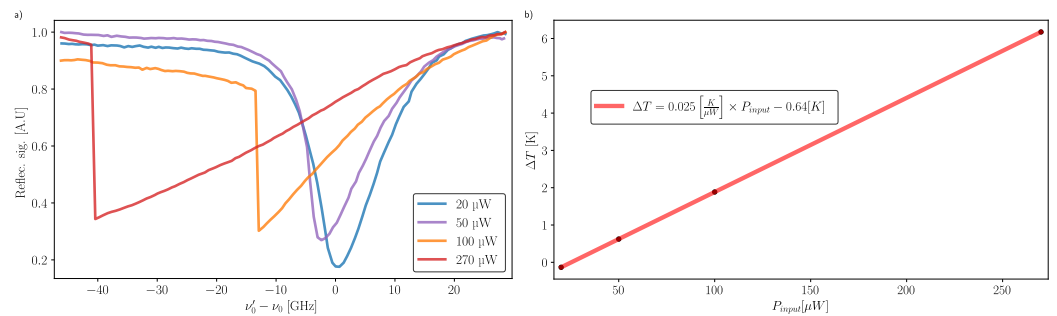 a)
Reflec. sig. [A.U]
1.0
0.8
0.6
0.4
0.2
20 µW
50 µW
100 µW
270 µW
−40
−30
−20
−10
0
10
20
ν′₀ − ν₀ [GHz]
b)
ΔT [K]
6
5
4
3
2
1
0
ΔT = 0.025 [K/μW] × P_input − 0.64[K]
50
100
150
200
250
P_input[μW]